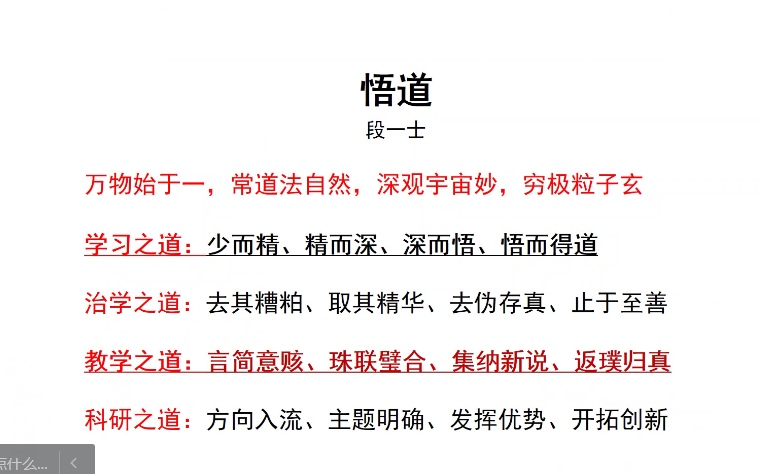 悟道
段一士
万物始于一，常道法自然，深观宇宙妙，穷极粒子玄
学习之道：少而精、精而深、深而悟、悟而得道
治学之道：去其糟粕、取其精华、去伪存真、止于至善
教学之道：言简意赅、珠联璧合、集纳新说、返璞归真
科研之道：方向入流、主题明确、发挥优势、开拓创新
点什么...